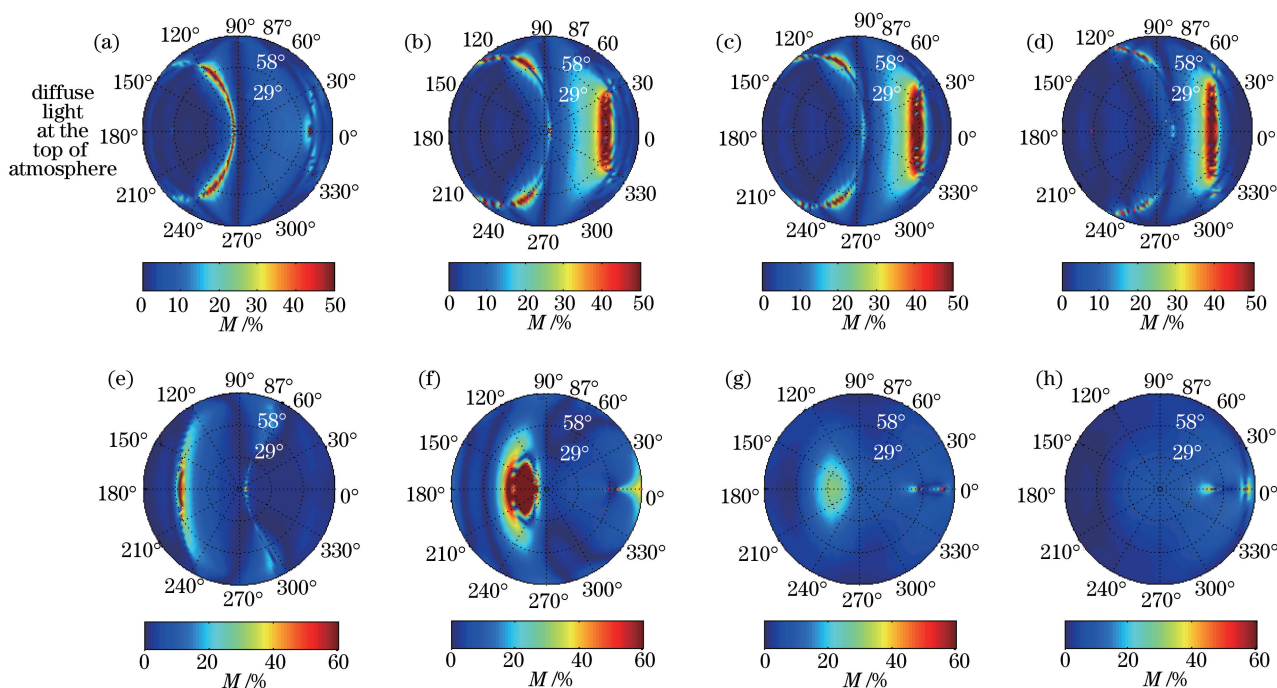 (a)
90° 87°
120° 60°
58°
150° 30°
29°
diffuse
light
at the
top of
atmosphere
180° 0°
210° 330°
240° 300°
270°
0 10 20 30 40 50
M /%
(b)
90 87
120 60
58°
150 30
29°
180 0
210 330
240 300
270
0 10 20 30 40 50
M /%
(c)
90° 87°
120° 60°
58°
150° 30°
29°
180° 0°
210° 330°
240° 300°
270°
0 10 20 30 40 50
M /%
(d)
90° 87°
120° 60°
58°
150° 30°
29°
180° 0°
210° 330°
240° 300°
270°
0 10 20 30 40 50
M /%
(e)
90° 87°
120° 60°
58°
150° 30°
29°
180° 0°
210° 330°
240° 300°
270°
0 20 40 60
M /%
(f)
90° 87°
120° 60°
58°
150° 30°
29°
180° 0°
210° 330°
240° 300°
270°
0 20 40 60
M /%
(g)
90° 87°
120° 60°
58°
150° 30°
29°
180° 0°
210° 330°
240° 300°
270°
0 20 40 60
M /%
(h)
90° 87°
120° 60°
58°
150° 30°
29°
180° 0°
210° 330°
240° 300°
270°
0 20 40 60
M /%